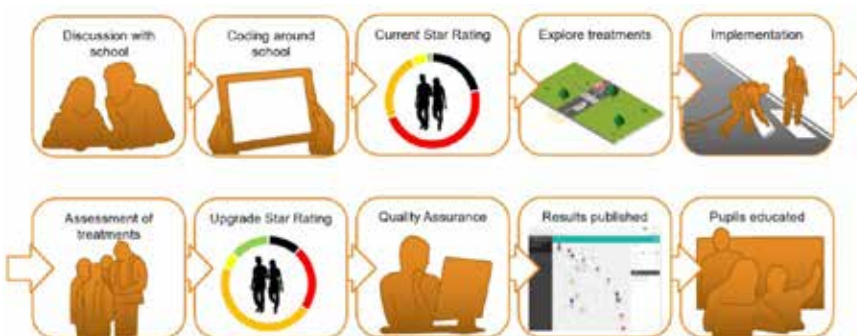 Discussion with
school
Coding around
school
Current Star Rating
Explore treatments
Implementation
Assessment of
treatments
Upgrade Star Rating
Quality Assurance
Results published
Pupils educated